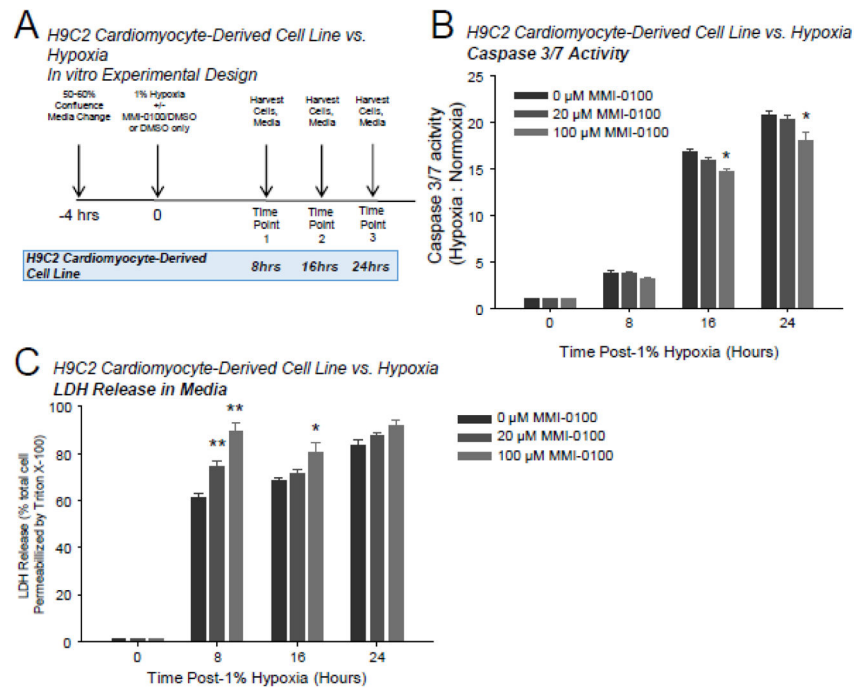 A
H9C2 Cardiomyocyte-Derived Cell Line vs.
Hypoxia
In vitro Experimental Design
50-60%
Confluence
Media Change
1% Hypoxia
+/-
MMI-0100/DMSO
or DMSO only
Harvest
Cells,
Media
Harvest
Cells,
Media
Harvest
Cells,
Media
-4 hrs
0
Time
Point
1
Time
Point
2
Time
Point
3
H9C2 Cardiomyocyte-Derived
Cell Line
8hrs
16hrs
24hrs
B
H9C2 Cardiomyocyte-Derived Cell Line vs. Hypoxia
Caspase 3/7 Activity
0 µM MMI-0100
20 µM MMI-0100
100 µM MMI-0100
Caspase 3/7 acitvity
(Hypoxia : Normoxia)
25
20
15
10
5
0
*
*
0 8 16 24
Time Post-1% Hypoxia (Hours)
C
H9C2 Cardiomyocyte-Derived Cell Line vs. Hypoxia
LDH Release in Media
LDH Release (% total cell
Permeabillized by Triton X-100)
100
80
60
40
20
0
**
**
*
0 8 16 24
Time Post-1% Hypoxia (Hours)
0 µM MMI-0100
20 µM MMI-0100
100 µM MMI-0100